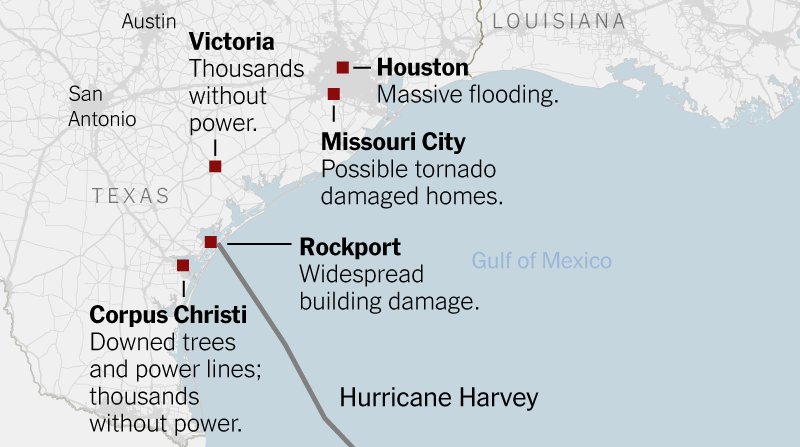 Austin
LOUISIANA
Victoria
Thousands
without
power.
Houston
Massive flooding.
San
Antonio
Missouri City
Possible tornado
damaged homes.
TEXAS
Rockport
Widespread
building damage.
Gulf of Mexico
Corpus Christi
Downed trees
and power lines;
thousands
without power.
Hurricane Harvey